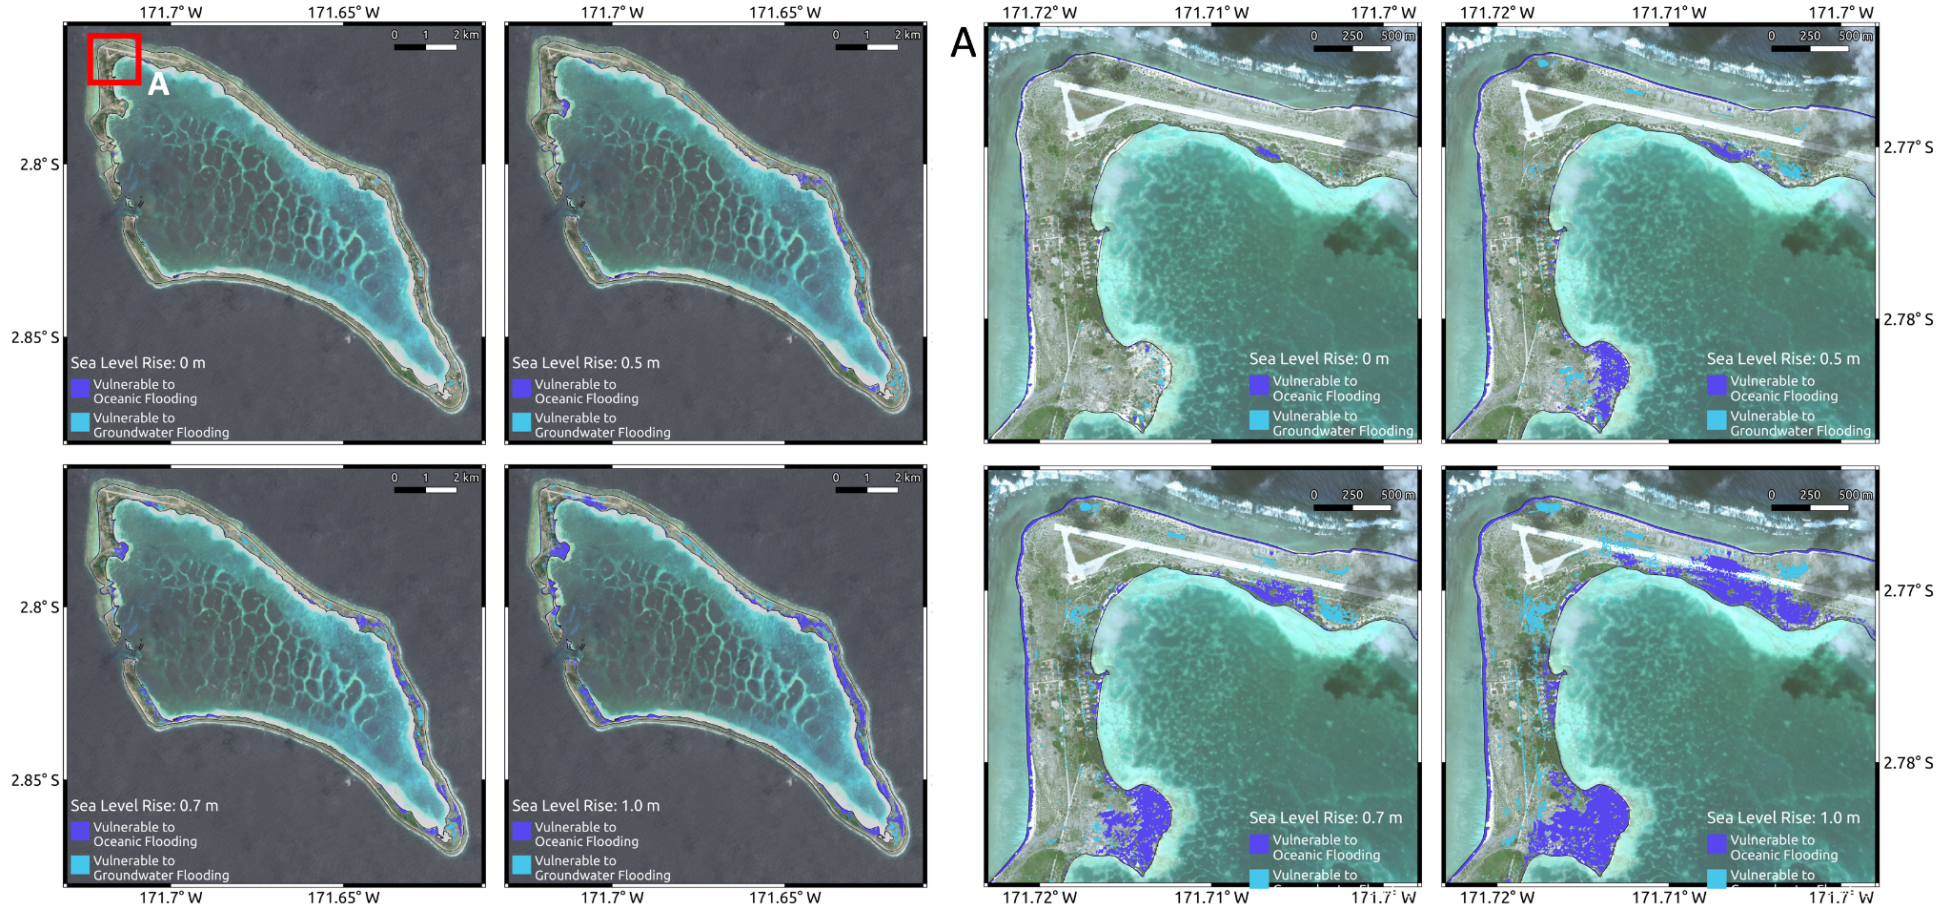 171.7° W 171.65° W 171.7° W 171.65° W
A
171.72° W 171.71° W 171.7° W 171.72° W 171.71° W 171.7° W
0 1 2 km
0 1 2 km
0 250 500 m
0 250 500 m
A
2.8° S
2.85° S
2.77° S
2.78° S
Sea Level Rise: 0 m
Vulnerable to
Oceanic Flooding
Vulnerable to
Groundwater Flooding
Sea Level Rise: 0.5 m
Vulnerable to
Oceanic Flooding
Vulnerable to
Groundwater Flooding
Sea Level Rise: 0 m
Vulnerable to
Oceanic Flooding
Vulnerable to
Groundwater Flooding
Sea Level Rise: 0.5 m
Vulnerable to
Oceanic Flooding
Vulnerable to
Groundwater Flooding
0 1 2 km
0 1 2 km
0 250 500 m
0 250 500 m
2.8° S
2.85° S
2.77° S
2.78° S
Sea Level Rise: 0.7 m
Vulnerable to
Oceanic Flooding
Vulnerable to
Groundwater Flooding
Sea Level Rise: 1.0 m
Vulnerable to
Oceanic Flooding
Vulnerable to
Groundwater Flooding
Sea Level Rise: 0.7 m
Vulnerable to
Oceanic Flooding
Vulnerable to
Groundwater Flooding
Sea Level Rise: 1.0 m
Vulnerable to
Oceanic Flooding
Vulnerable to
Groundwater Flooding
171.7° W 171.65° W 171.7° W 171.65° W
171.72° W 171.71° W 171.7° W 171.72° W 171.71° W 171.7° W